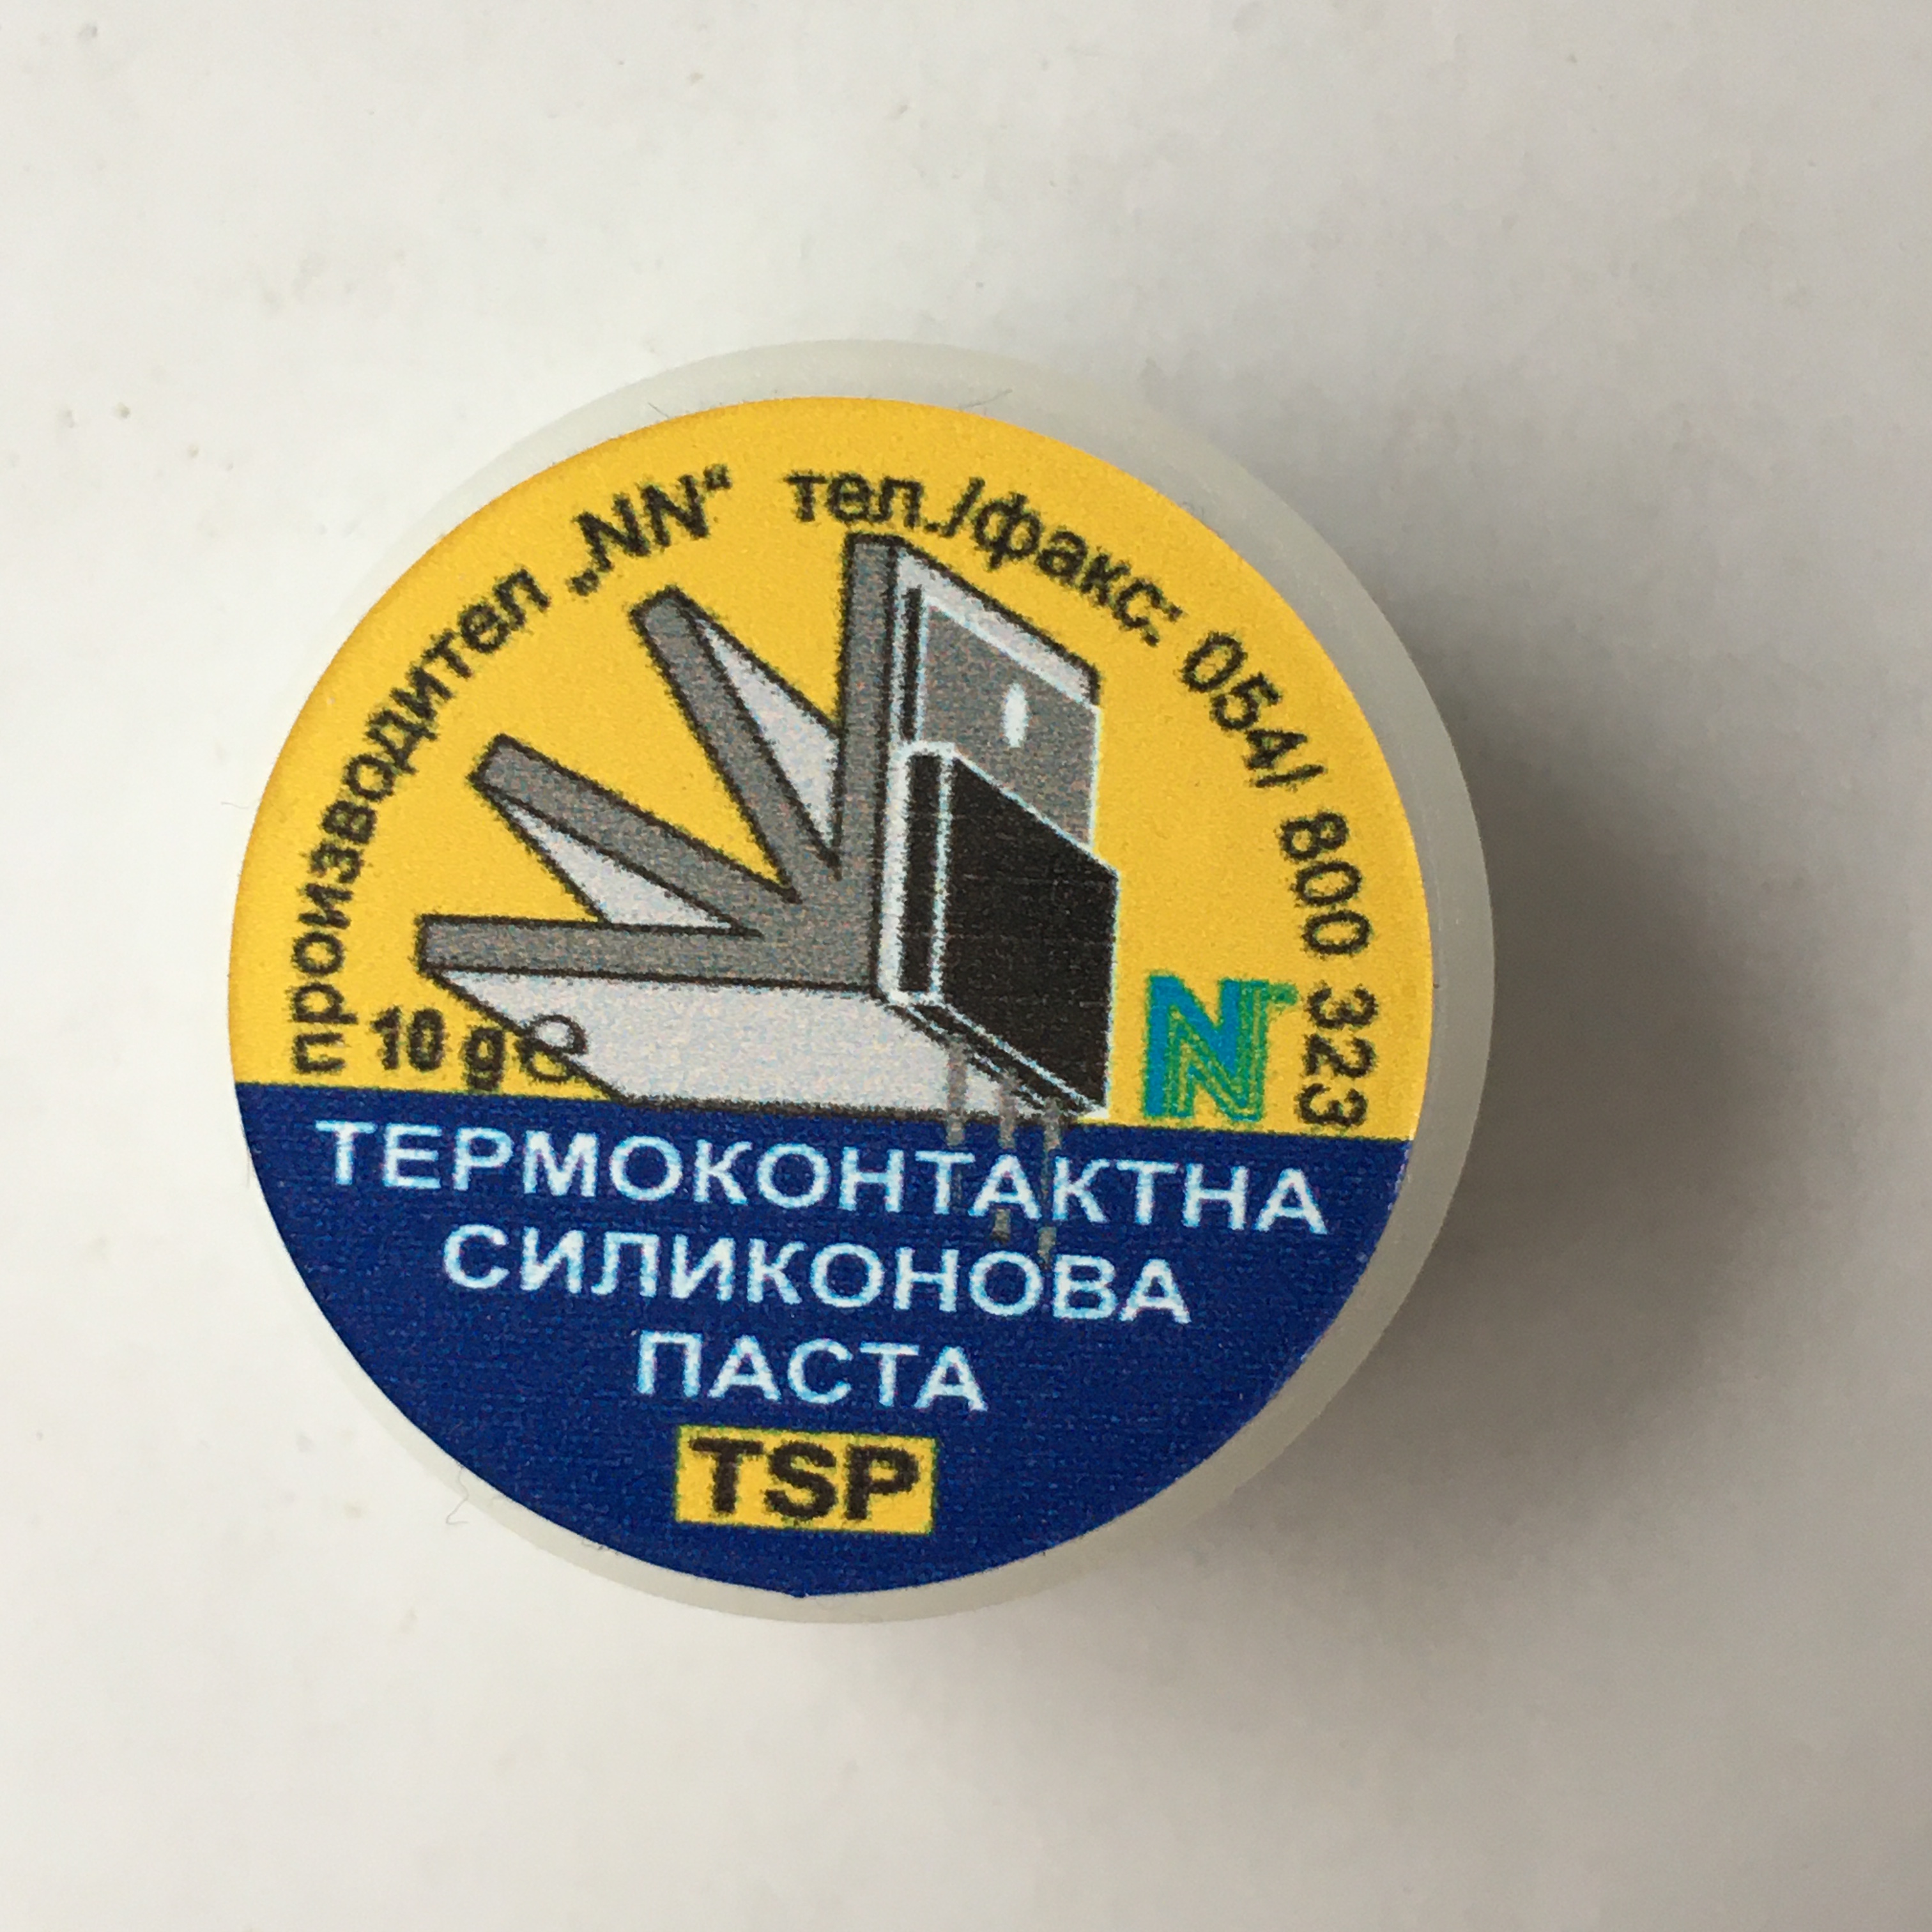 производител „NN“ тел./факс: 054/ 800 323
10 g
N
ТЕРМОКОНТАКТНА
СИЛИКОНОВА
ПАСТА
TSP